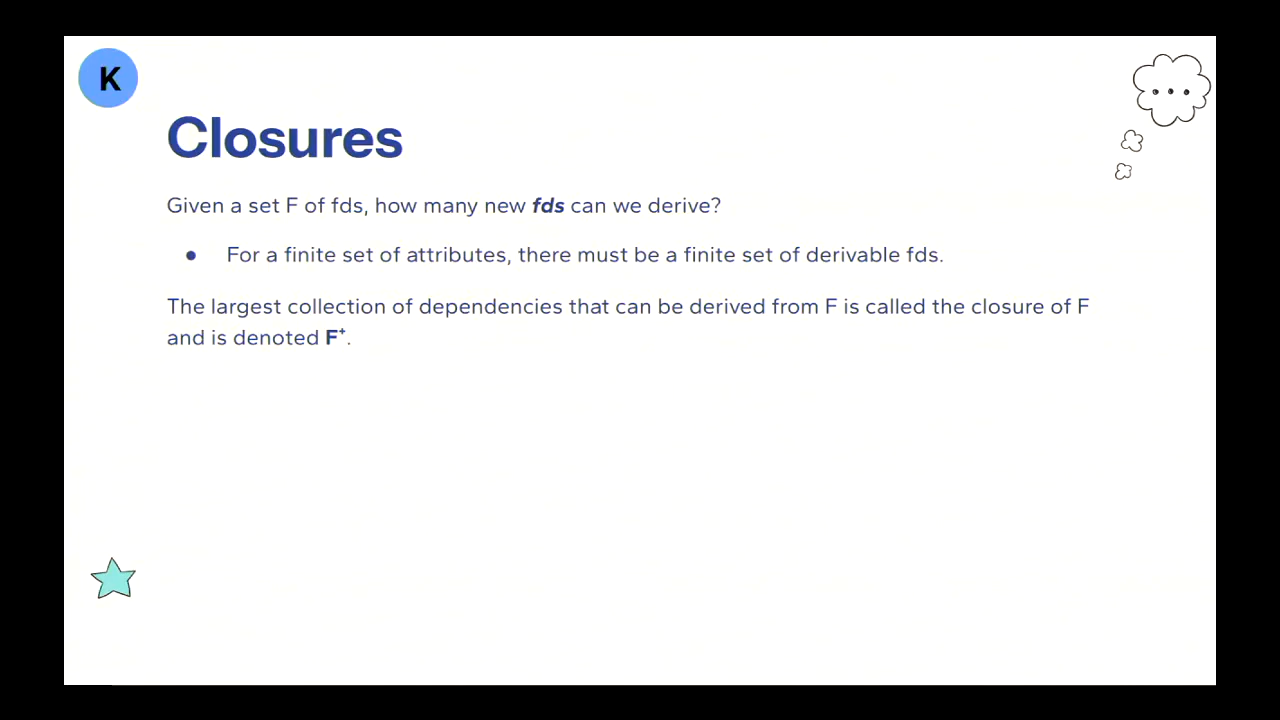 K
Closures
Given a set F of fds, how many new fds can we derive?
● For a finite set of attributes, there must be a finite set of derivable fds.
The largest collection of dependencies that can be derived from F is called the closure of F
and is denoted F⁺.